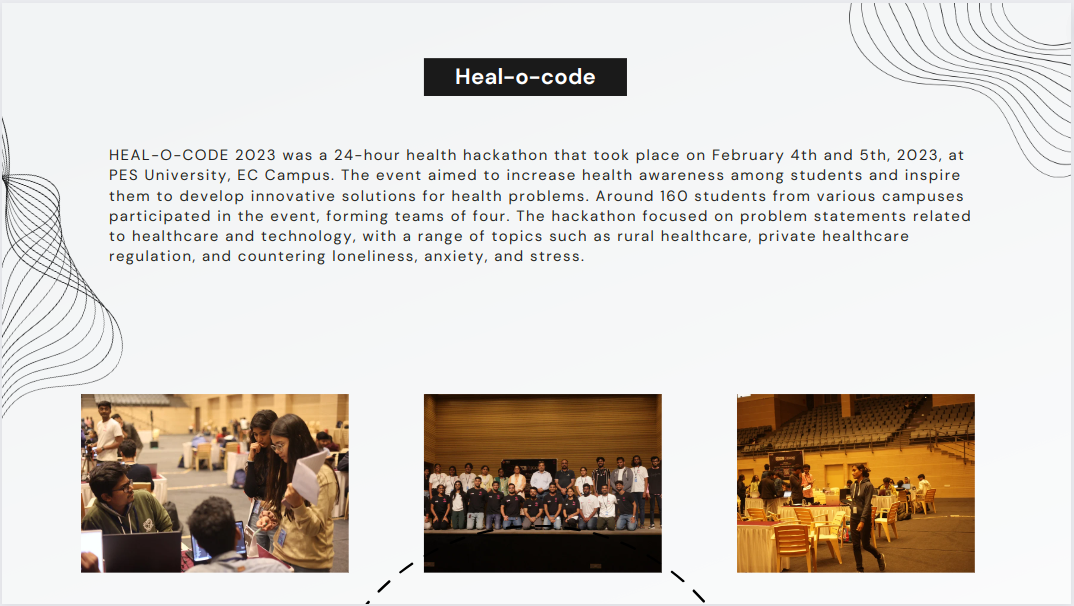 Heal-o-code
HEAL-O-CODE 2023 was a 24-hour health hackathon that took place on February 4th and 5th, 2023, at
PES University, EC Campus. The event aimed to increase health awareness among students and inspire
them to develop innovative solutions for health problems. Around 160 students from various campuses
participated in the event, forming teams of four. The hackathon focused on problem statements related
to healthcare and technology, with a range of topics such as rural healthcare, private healthcare
regulation, and countering loneliness, anxiety, and stress.